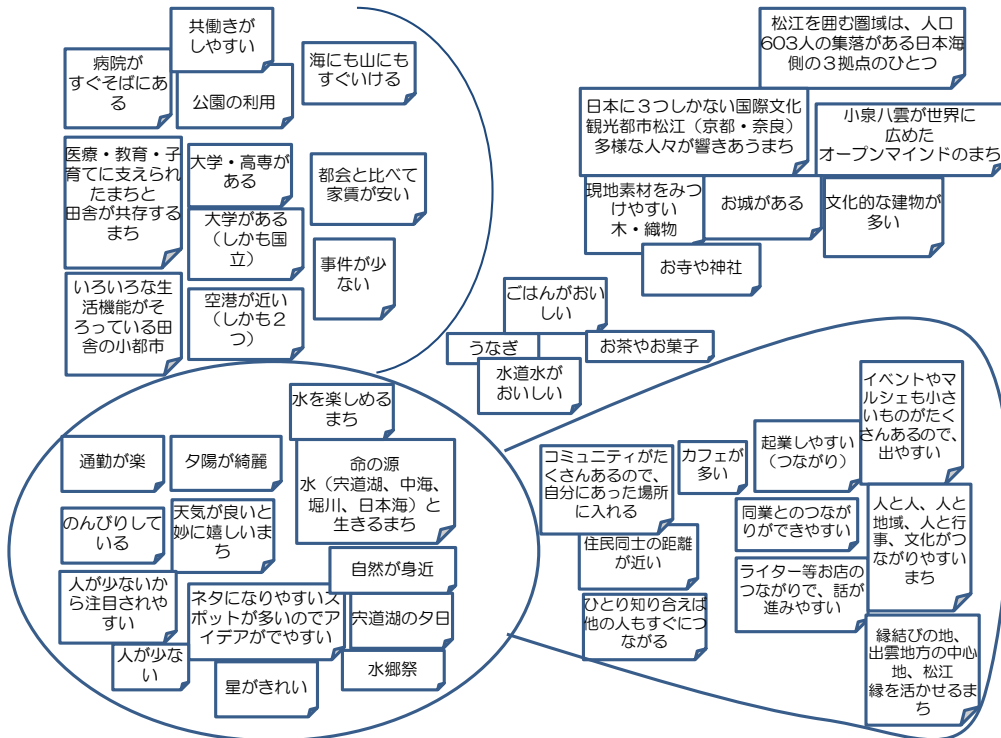 共働きが
しやすい
病院が
すぐそばにあ
る
公園の利用
海にも山にも
すぐいける
医療・教育・子
育てに支えられ
たまちと
田舎が共存する
まち
大学・高専が
ある
都会と比べて
家賃が安い
大学がある
(しかも国
立)
事件が少
ない
いろいろな生
活機能がそ
ろっている田
舎の小都市
空港が近い
(しかも2
つ)
松江を囲む圏域は、人口
603人の集落がある日本海
側の3拠点のひとつ
日本に3つしかない国際文化
観光都市松江(京都・奈良)
多様な人々が響きあうまち
小泉八雲が世界に
広めた
オープンマインドのまち
現地素材をみつ
けやすい
木・織物
お城がある
文化的な建物が
多い
お寺や神社
ごはんがおい
しい
うなぎ
お茶やお菓子
水道水が
おいしい
水を楽しめる
まち
通勤が楽
夕陽が綺麗
命の源
水(宍道湖、中海、
堀川、日本海)と
生きるまち
のんびりして
いる
天気が良いと
妙に嬉しいま
ち
自然が身近
人が少ないか
ら注目されや
すい
ネタになりやすいス
ポットが多いのでア
イデアがでやすい
宍道湖の夕日
人が少な
い
星がきれい
水郷祭
イベントやマ
ルシェも小さ
いものがたく
さんあるので、
出やすい
コミュニティがた
くさんあるので、
自分にあった場所
に入れる
カフェが
多い
起業しやすい
(つながり)
同業とのつなが
りができやすい
人と人、人と
地域、人と行
事、文化がつ
ながりやすい
まち
住民同士の距離
が近い
ライター等お店の
つながりで、話が
進みやすい
ひとり知り合えば
他の人もすぐにつ
ながる
縁結びの地、
出雲地方の中心
地、松江
縁を活かせるま
ち